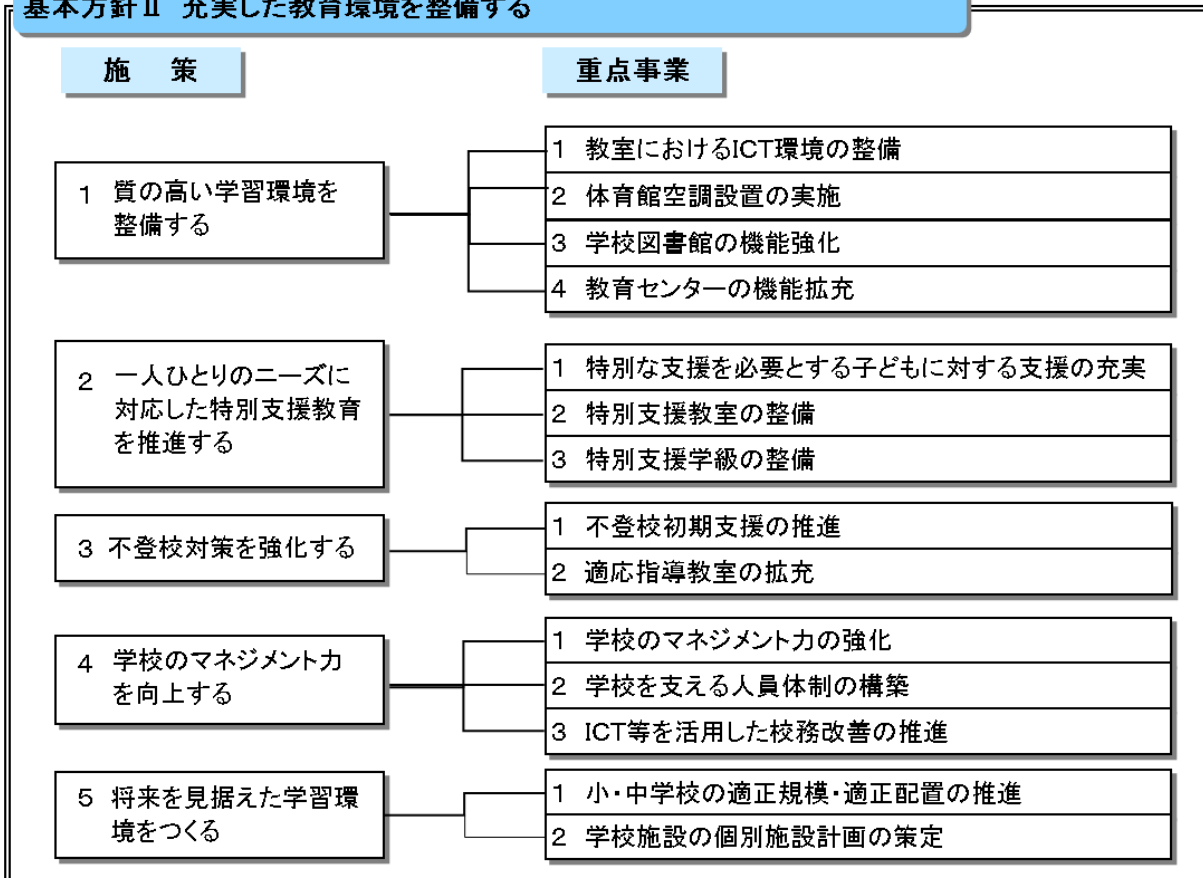 基本方針Ⅱ 充実した教育環境を整備する
施 策
重点事業
1 質の高い学習環境を
整備する
1 教室におけるICT環境の整備
2 体育館空調設置の実施
3 学校図書館の機能強化
4 教育センターの機能拡充
2 一人ひとりのニーズに
対応した特別支援教育
を推進する
1 特別な支援を必要とする子どもに対する支援の充実
2 特別支援教室の整備
3 特別支援学級の整備
3 不登校対策を強化する
1 不登校初期支援の推進
2 適応指導教室の拡充
4 学校のマネジメント力
を向上する
1 学校のマネジメント力の強化
2 学校を支える人員体制の構築
3 ICT等を活用した校務改善の推進
5 将来を見据えた学習環
境をつくる
1 小・中学校の適正規模・適正配置の推進
2 学校施設の個別施設計画の策定